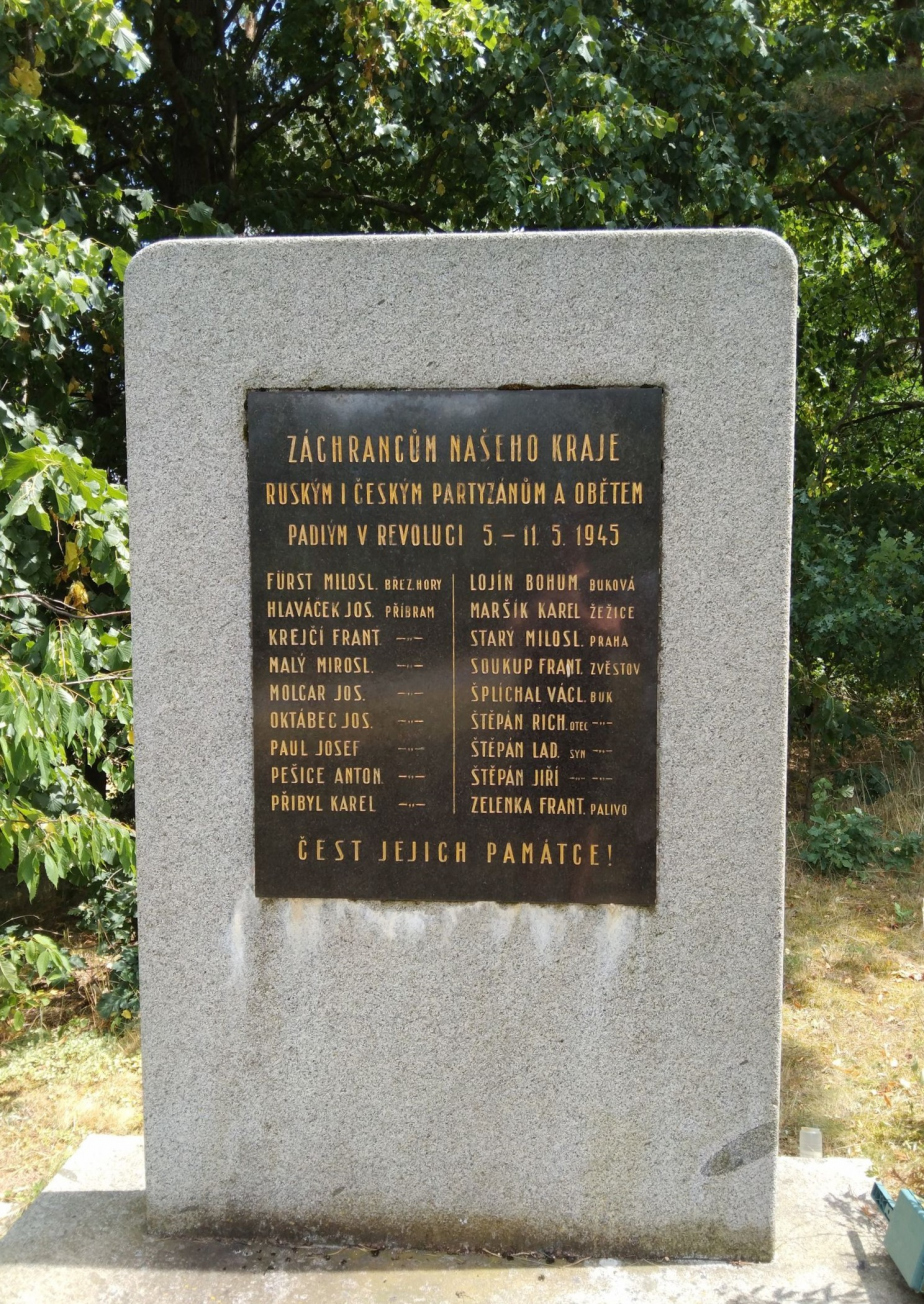 ZÁCHRANCŮM NAŠEHO KRAJE
RUSKÝM I ČESKÝM PARTYZÁNŮM A OBĚTEM
PADLÝM V REVOLUCI 5.–11. 5. 1945
FÜRST MILOSL. BŘEZ.HORY
HLAVÁČEK JOS. PŘÍBRAM
KREJČÍ FRANT. –„–
MALÝ MIROSL. –„–
MOLCAR JOS. –„–
OKTÁBEC JOS. –„–
PAUL JOSEF –„–
PEŠICE ANTON. –„–
PŘIBYL KAREL –„–
LOJÍN BOHUM. BUKOVÁ
MARŠÍK KAREL ŽEŽICE
STARÝ MILOSL. PRAHA
SOUKUP FRANT. ZVĚSTOV
ŠPLÍCHAL VÁCL. BUK
ŠTĚPÁN RICH. OTEC –„–
ŠTĚPÁN LAD. SYN –„–
ŠTĚPÁN JIŘÍ –„– –„–
ZELENKA FRANT. PALIVO
ČEST JEJICH PAMÁTCE!